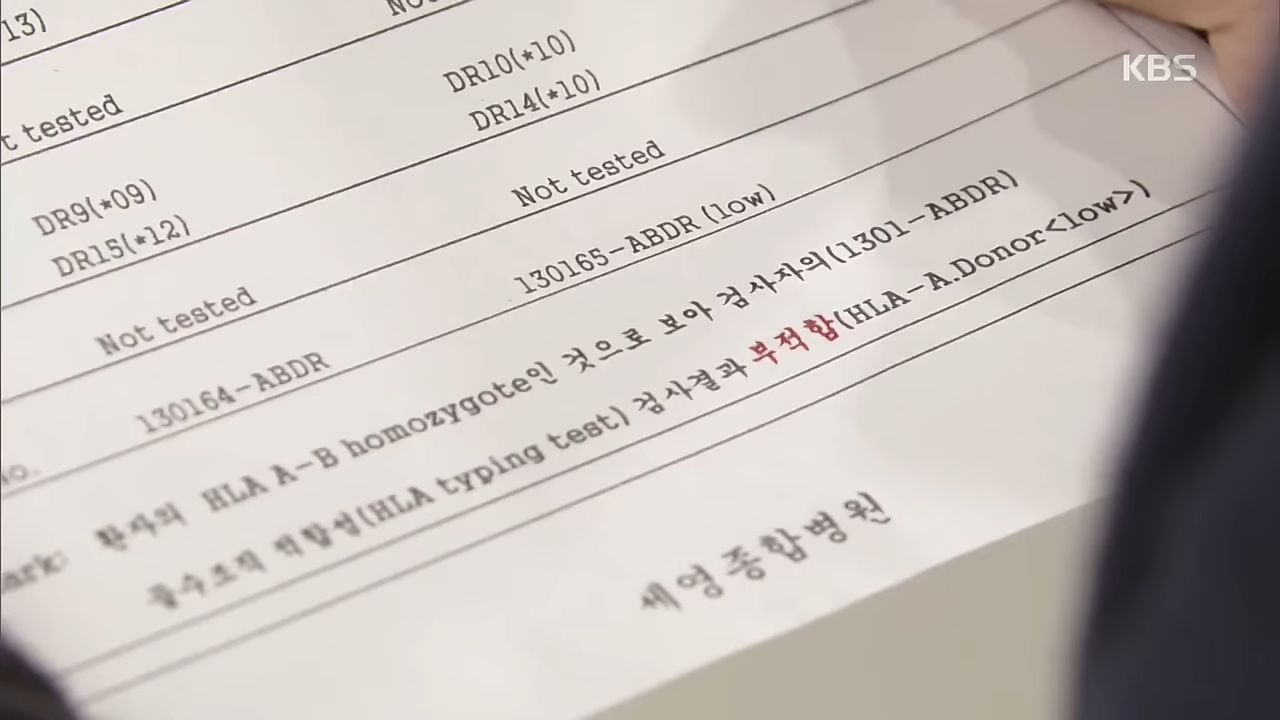 13)
KBS
DR10(*10)
DR14(*10)
t tested
DR9(*09)
DR15(*12)
Not tested
Not tested
130165-ABDR (low)
130164-ABDR
No.
환자의 HLA A-B homozygote인 것으로 보아 검사자의(1301-ABDR)
골수조직 적합성(HLA typing test) 검사결과 부적합(HLA-A.Donor<low>)
세영종합병원